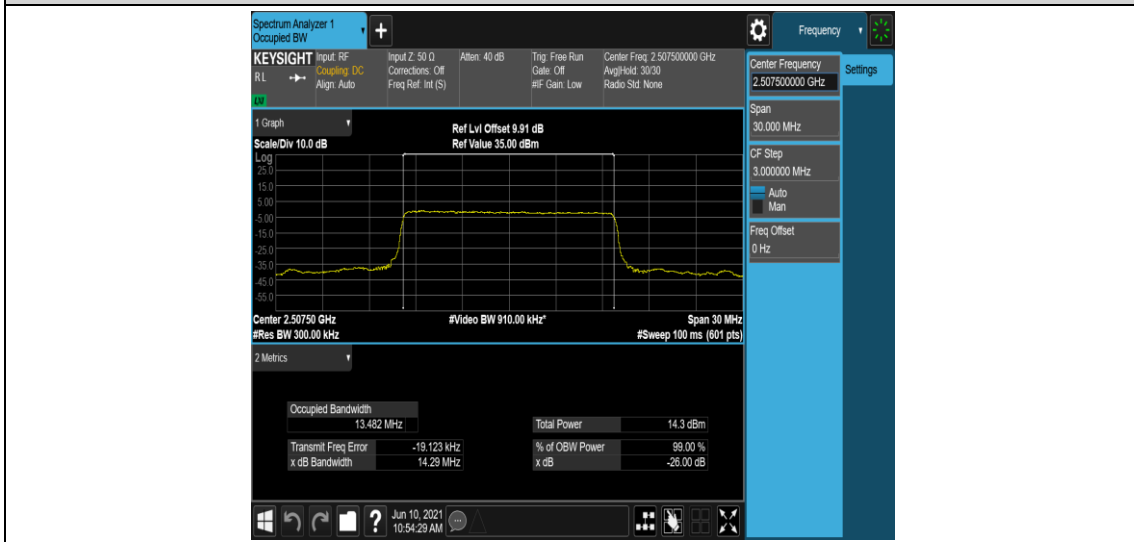 Spectrum Analyzer 1
Occupied BW
+
Frequency
KEYSIGHT
RL
LXI
Input: RF
Coupling: DC
Align: Auto
Input Z: 50 Ω
Corrections: Off
Freq Ref: Int (S)
Atten: 40 dB
Trig: Free Run
Gate: Off
#IF Gain: Low
Center Freq: 2.507500000 GHz
Avg|Hold: 30/30
Radio Std: None
Center Frequency
2.507500000 GHz
Settings
Span
30.000 MHz
CF Step
3.000000 MHz
Auto
Man
Freq Offset
0 Hz
1 Graph
Scale/Div 10.0 dB
Ref Lvl Offset 9.91 dB
Ref Value 35.00 dBm
Log
25.0
15.0
5.00
-5.00
-15.0
-25.0
-35.0
-45.0
-55.0
Center 2.50750 GHz
#Video BW 910.00 kHz*
Span 30 MHz
#Res BW 300.00 kHz
#Sweep 100 ms (601 pts)
2 Metrics
Occupied Bandwidth
13.482 MHz
Total Power 14.3 dBm
Transmit Freq Error -19.123 kHz
% of OBW Power 99.00 %
x dB Bandwidth 14.29 MHz
x dB -26.00 dB
?
Jun 10, 2021
10:54:29 AM